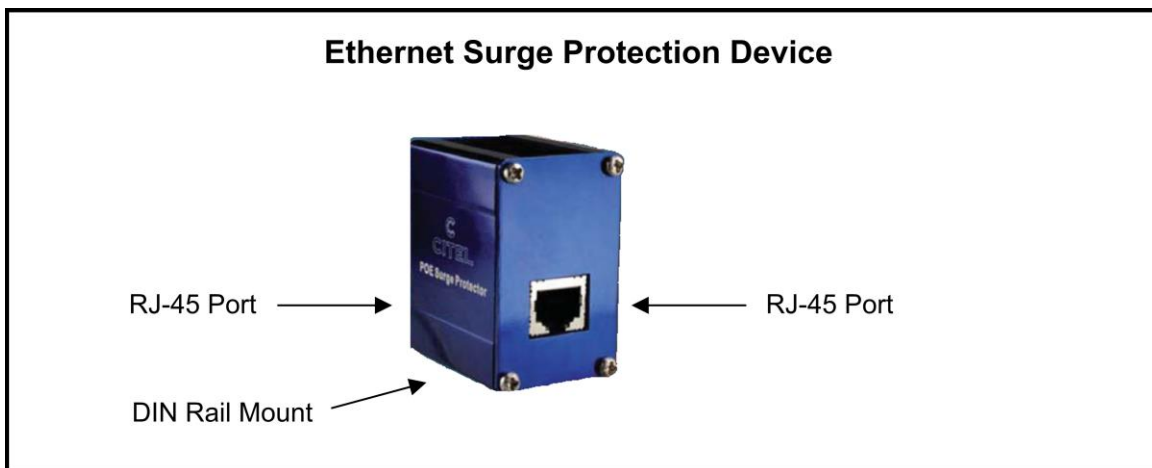 Ethernet Surge Protection Device
C
CITEL
POE Surge Protector
RJ-45 Port
RJ-45 Port
DIN Rail Mount